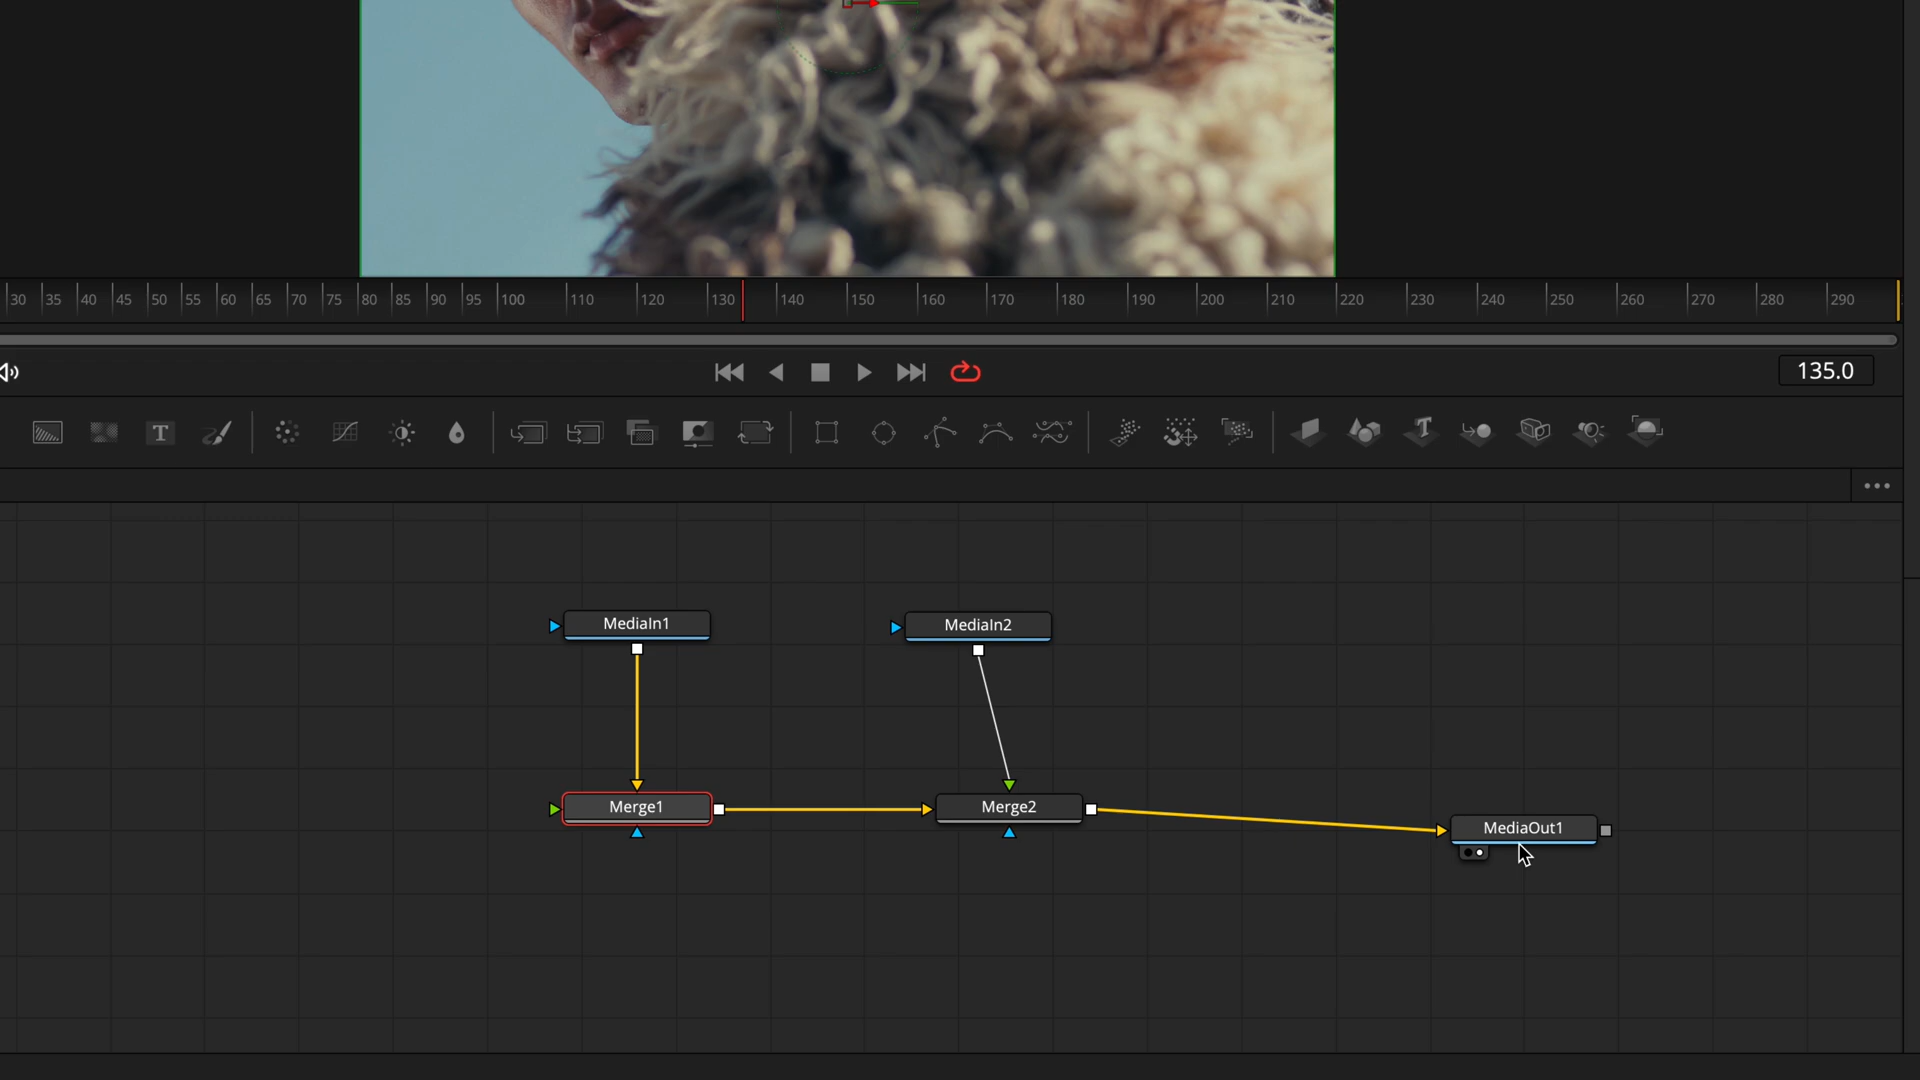 30 35 40 45 50 55 60 65 70 75 80 85 90 95 100 110 120 130 140 150 160 170 180 190 200 210 220 230 240 250 260 270 280 290
135.0
T
MediaIn1 MediaIn2
Merge1 Merge2 MediaOut1